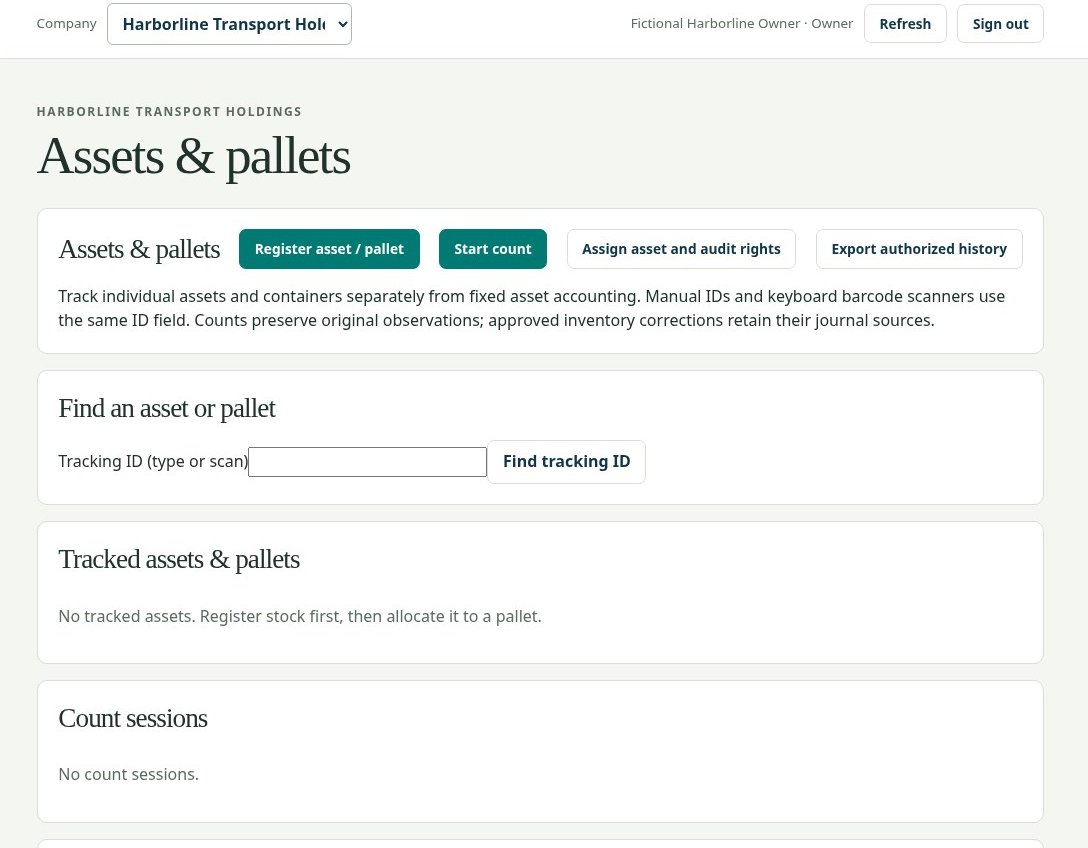 Company
Harborline Transport Hol
Fictional Harborline Owner · Owner
Refresh
Sign out
HARBORLINE TRANSPORT HOLDINGS
Assets & pallets
Assets & pallets
Register asset / pallet
Start count
Assign asset and audit rights
Export authorized history
Track individual assets and containers separately from fixed asset accounting. Manual IDs and keyboard barcode scanners use
the same ID field. Counts preserve original observations; approved inventory corrections retain their journal sources.
Find an asset or pallet
Tracking ID (type or scan)
Find tracking ID
Tracked assets & pallets
No tracked assets. Register stock first, then allocate it to a pallet.
Count sessions
No count sessions.